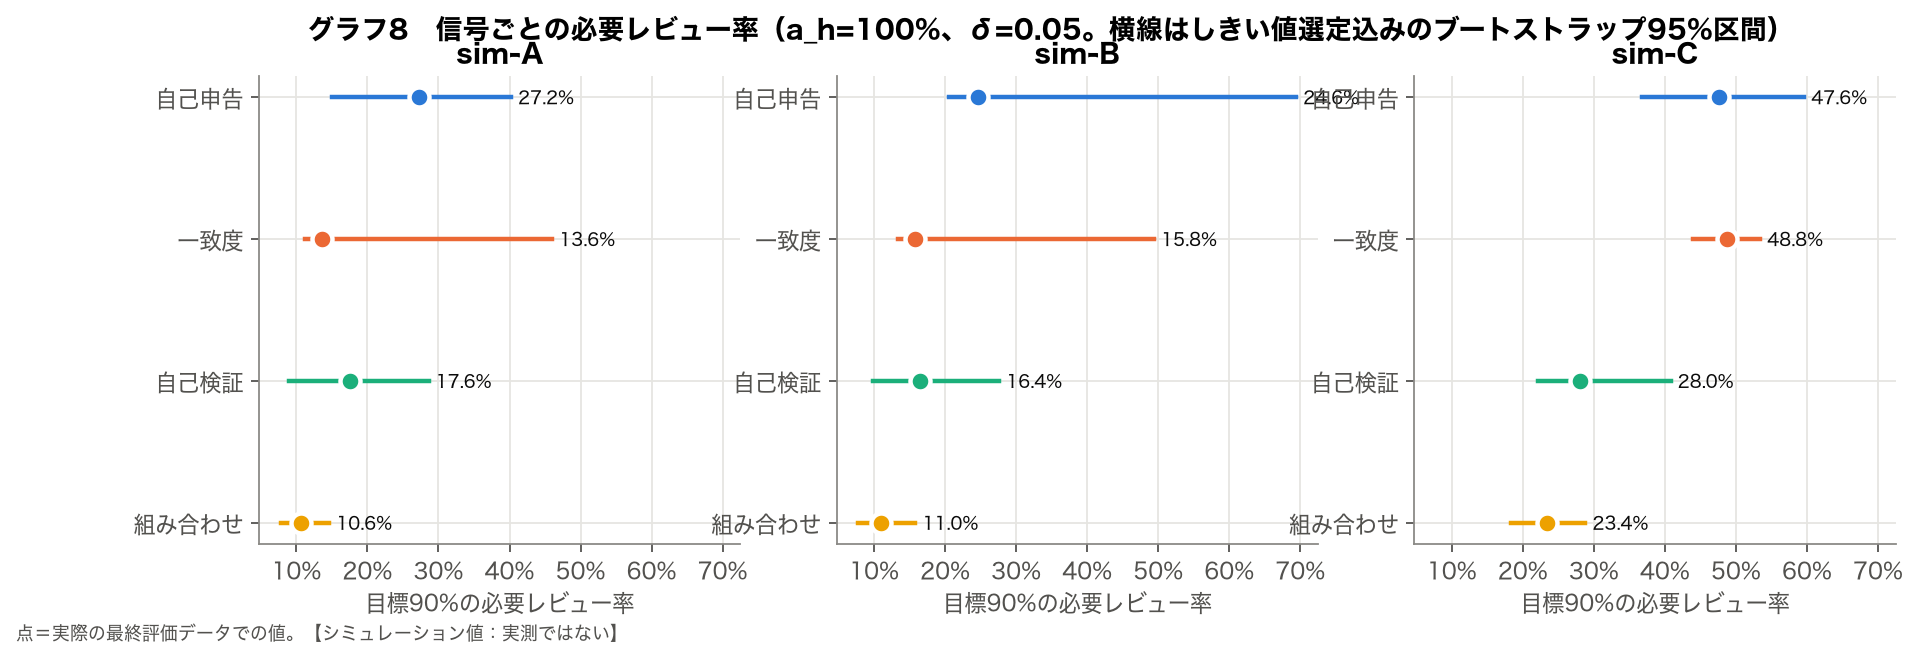 グラフ8　信号ごとの必要レビュー率（a_h=100%、δ=0.05。横線はしきい値選定込みのブートストラップ95%区間）
sim-A
自己申告
27.2%
一致度
13.6%
自己検証
17.6%
組み合わせ
10.6%
10% 20% 30% 40% 50% 60% 70%
目標90%の必要レビュー率
sim-B
自己申告
24.6%
一致度
15.8%
自己検証
16.4%
組み合わせ
11.0%
10% 20% 30% 40% 50% 60% 70%
目標90%の必要レビュー率
sim-C
自己申告
47.6%
一致度
48.8%
自己検証
28.0%
組み合わせ
23.4%
10% 20% 30% 40% 50% 60% 70%
目標90%の必要レビュー率
点＝実際の最終評価データでの値。【シミュレーション値：実測ではない】